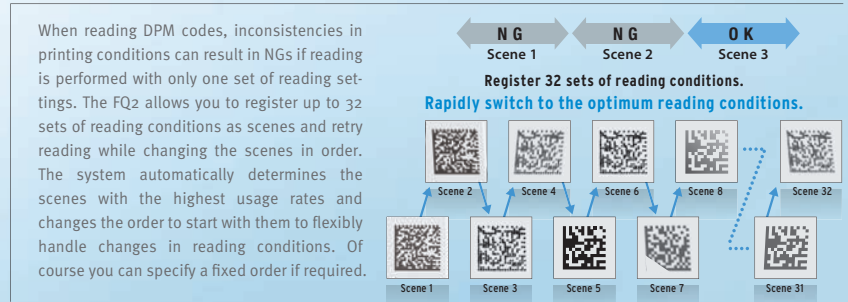 When reading DPM codes, inconsistencies in
printing conditions can result in NGs if reading
is performed with only one set of reading set-
tings. The FQ2 allows you to register up to 32
sets of reading conditions as scenes and retry
reading while changing the scenes in order.
The system automatically determines the
scenes with the highest usage rates and
changes the order to start with them to flexibly
handle changes in reading conditions. Of
course you can specify a fixed order if required.
NG NG OK
Scene 1 Scene 2 Scene 3
Register 32 sets of reading conditions.
Rapidly switch to the optimum reading conditions.
Scene 2 Scene 4 Scene 6 Scene 8 Scene 32
Scene 1 Scene 3 Scene 5 Scene 7 Scene 31